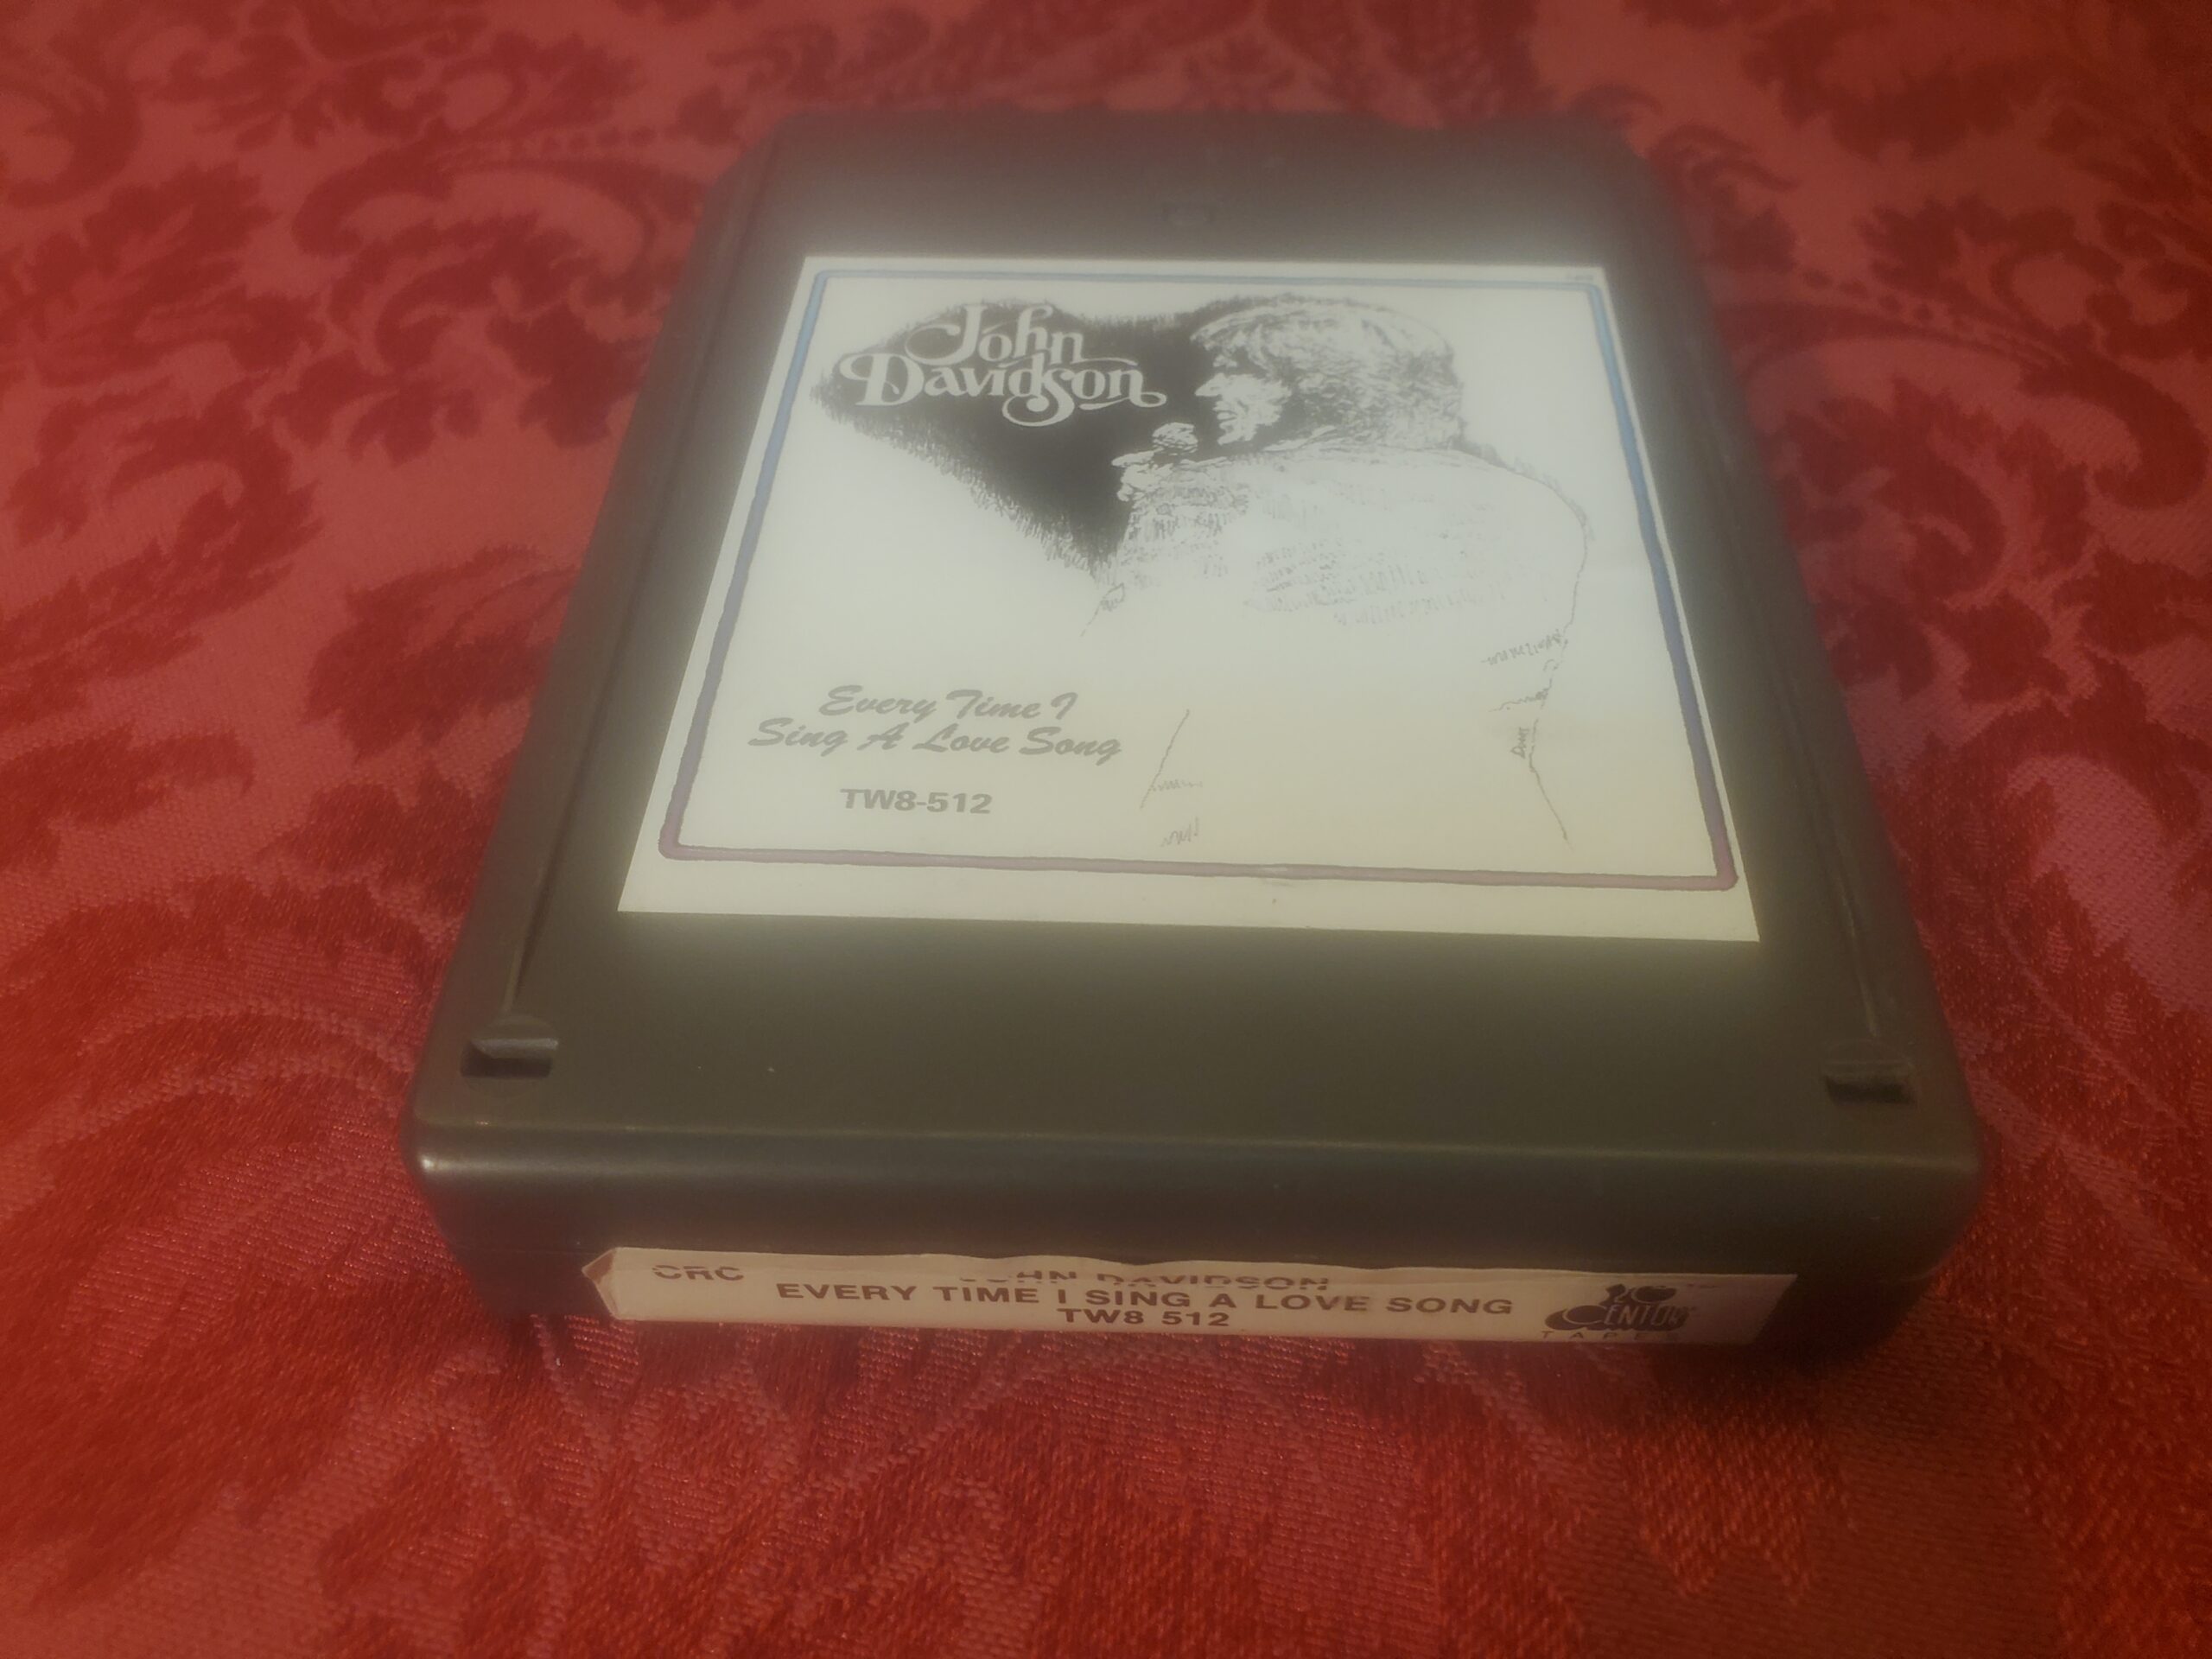 John
Davidson
Every Time I
Sing A Love Song
TW8-512
CRC
JOHN DAVIDSON
EVERY TIME I SING A LOVE SONG
TW8 512
TAPES